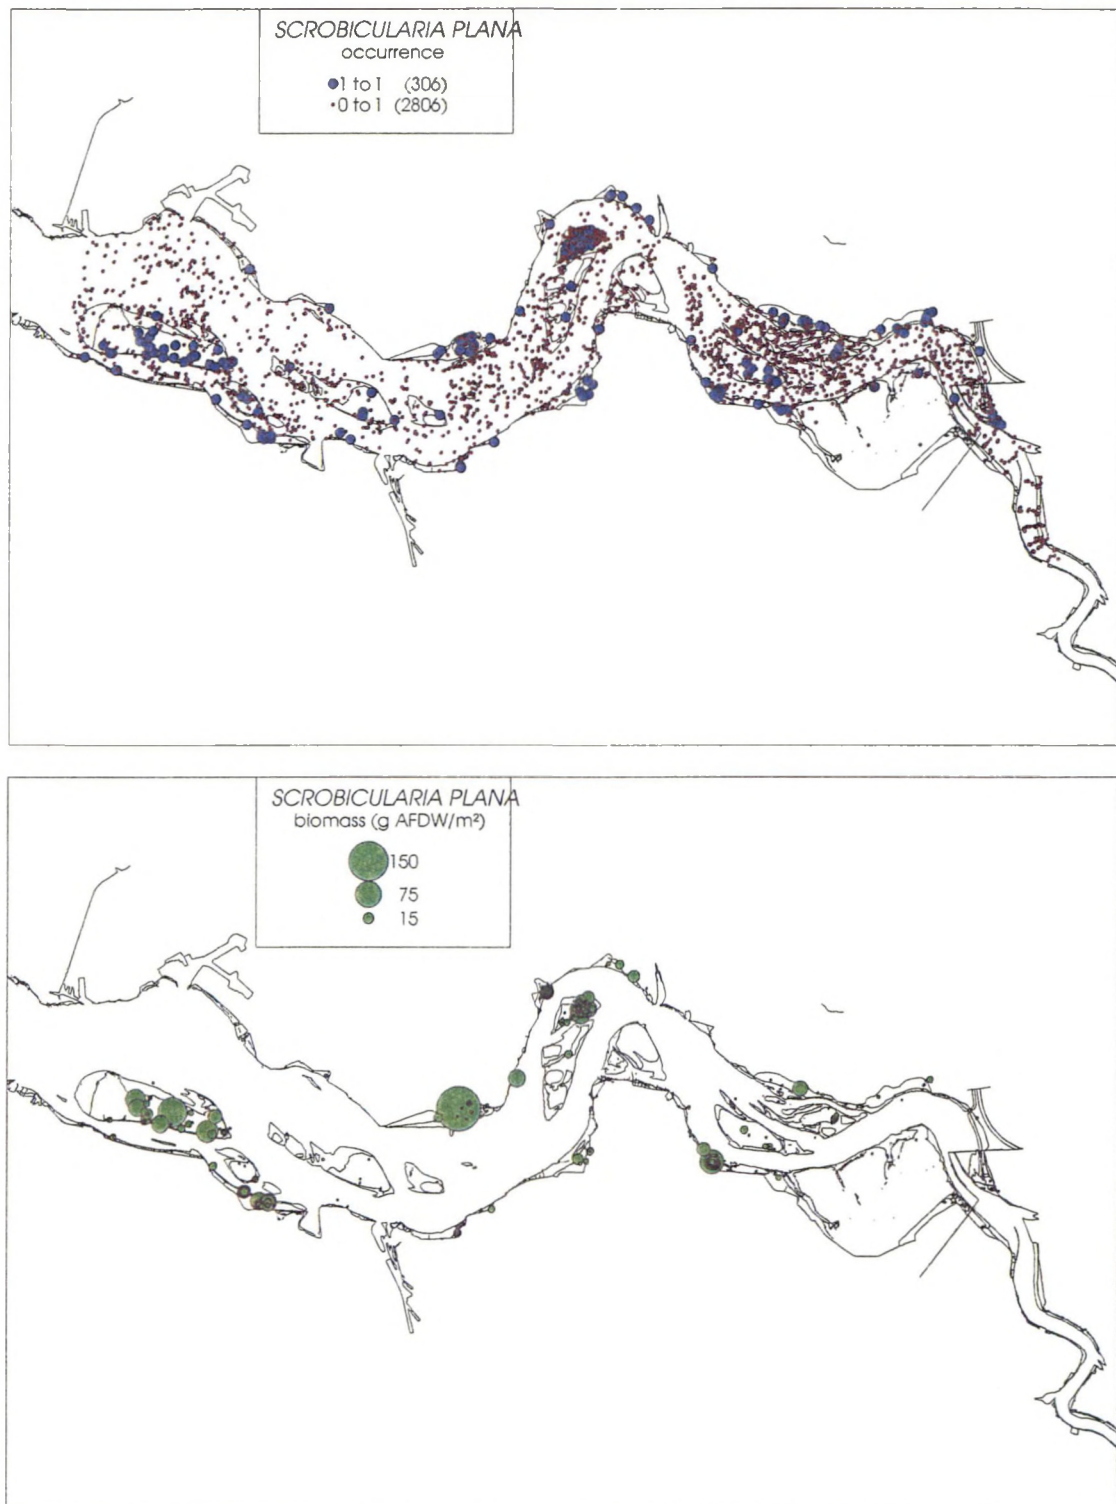 SCROBICULARIA PLANA
occurrence
1 to 1 (306)
0 to 1 (2806)
SCROBICULARIA PLANA
biomass (g AFDW/m²)
150
75
15